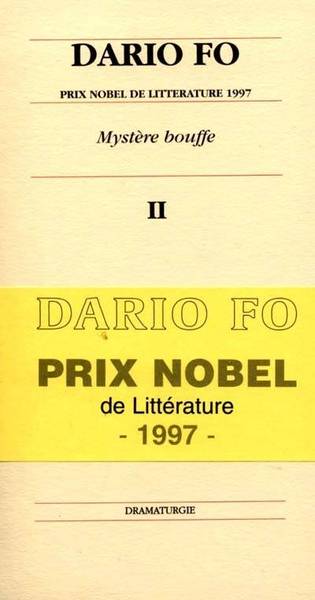 DARIO FO
PRIX NOBEL DE LITTERATURE 1997
Mystère bouffe
II
DARIO FO
PRIX NOBEL
de Littérature
- 1997 -
DRAMATURGIE